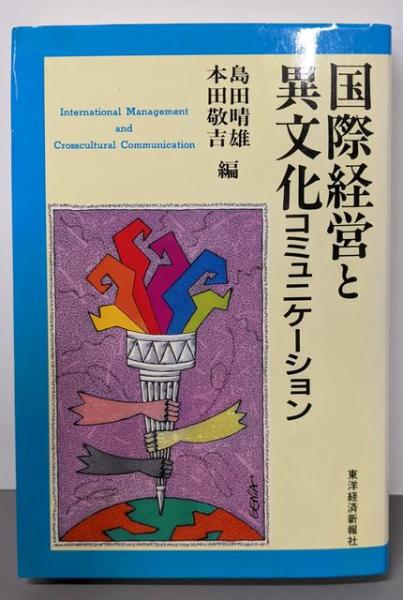 国際経営と
異文化コミュニケーション
島田晴雄
本田敬吉 編
International Management
and
Crosscultural Communication
東洋経済新報社